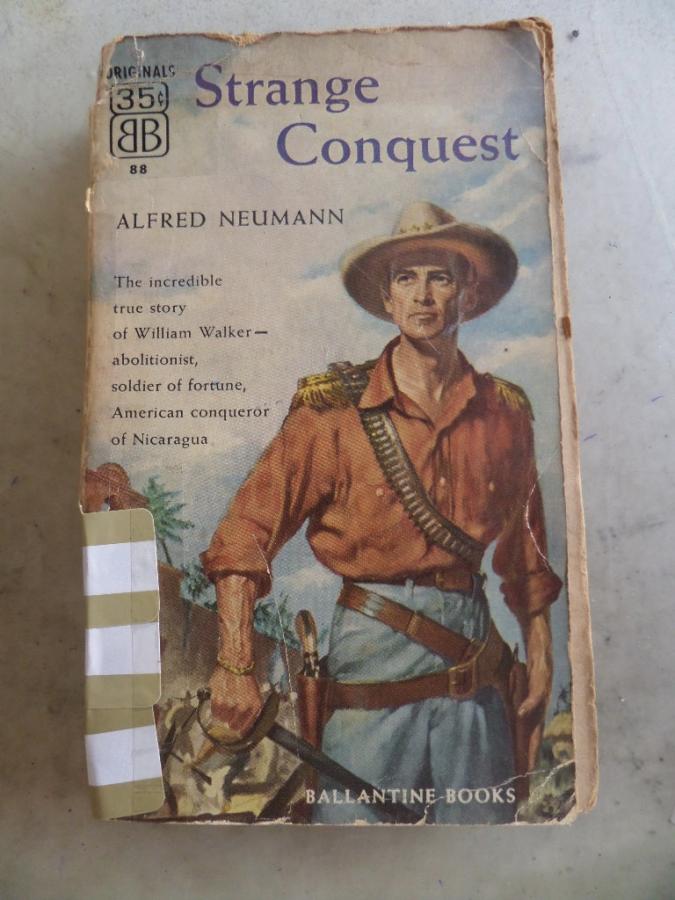 ORIGINALS
35¢
BB
88
Strange
Conquest
ALFRED NEUMANN
The incredible
true story
of William Walker—
abolitionist,
soldier of fortune,
American conqueror
of Nicaragua
BALLANTINE BOOKS